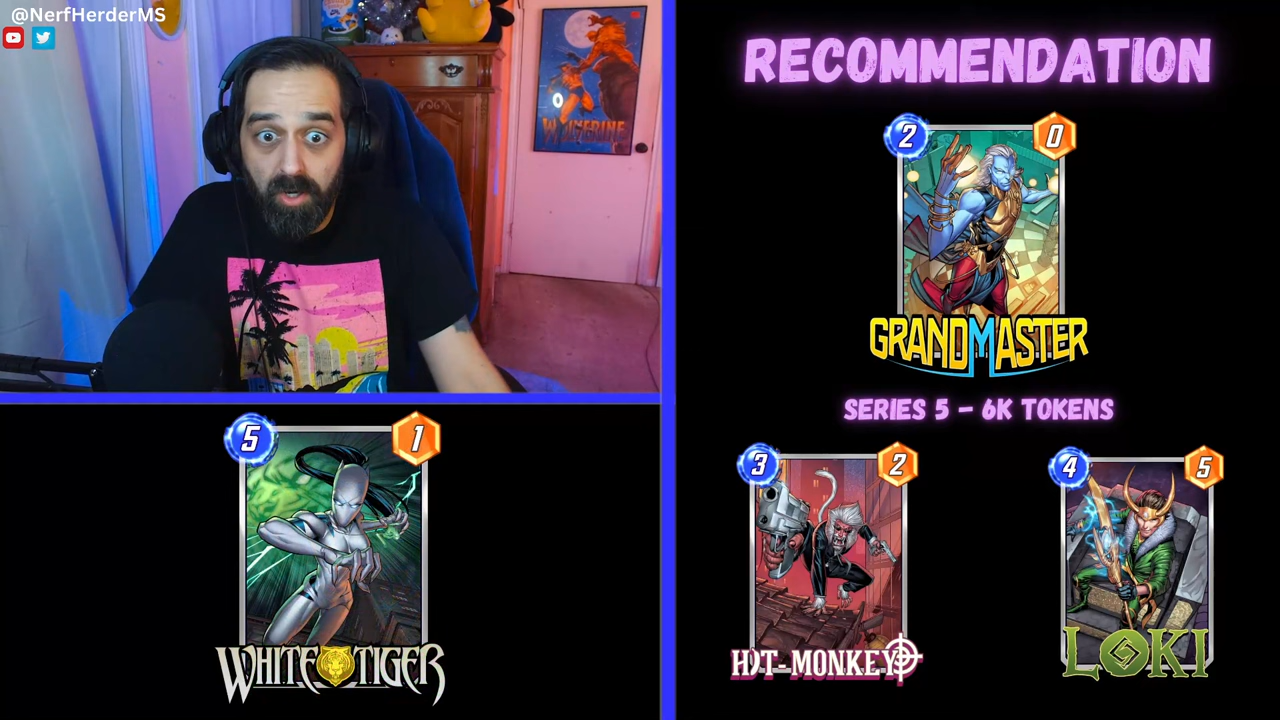 @NerfHerderMS
RECOMMENDATION
WOLVERINE
2
0
GRANDMASTER
SERIES 5 - 6K TOKENS
5
1
WHITE TIGER
3
2
HIT-MONKEY
4
5
LOKI